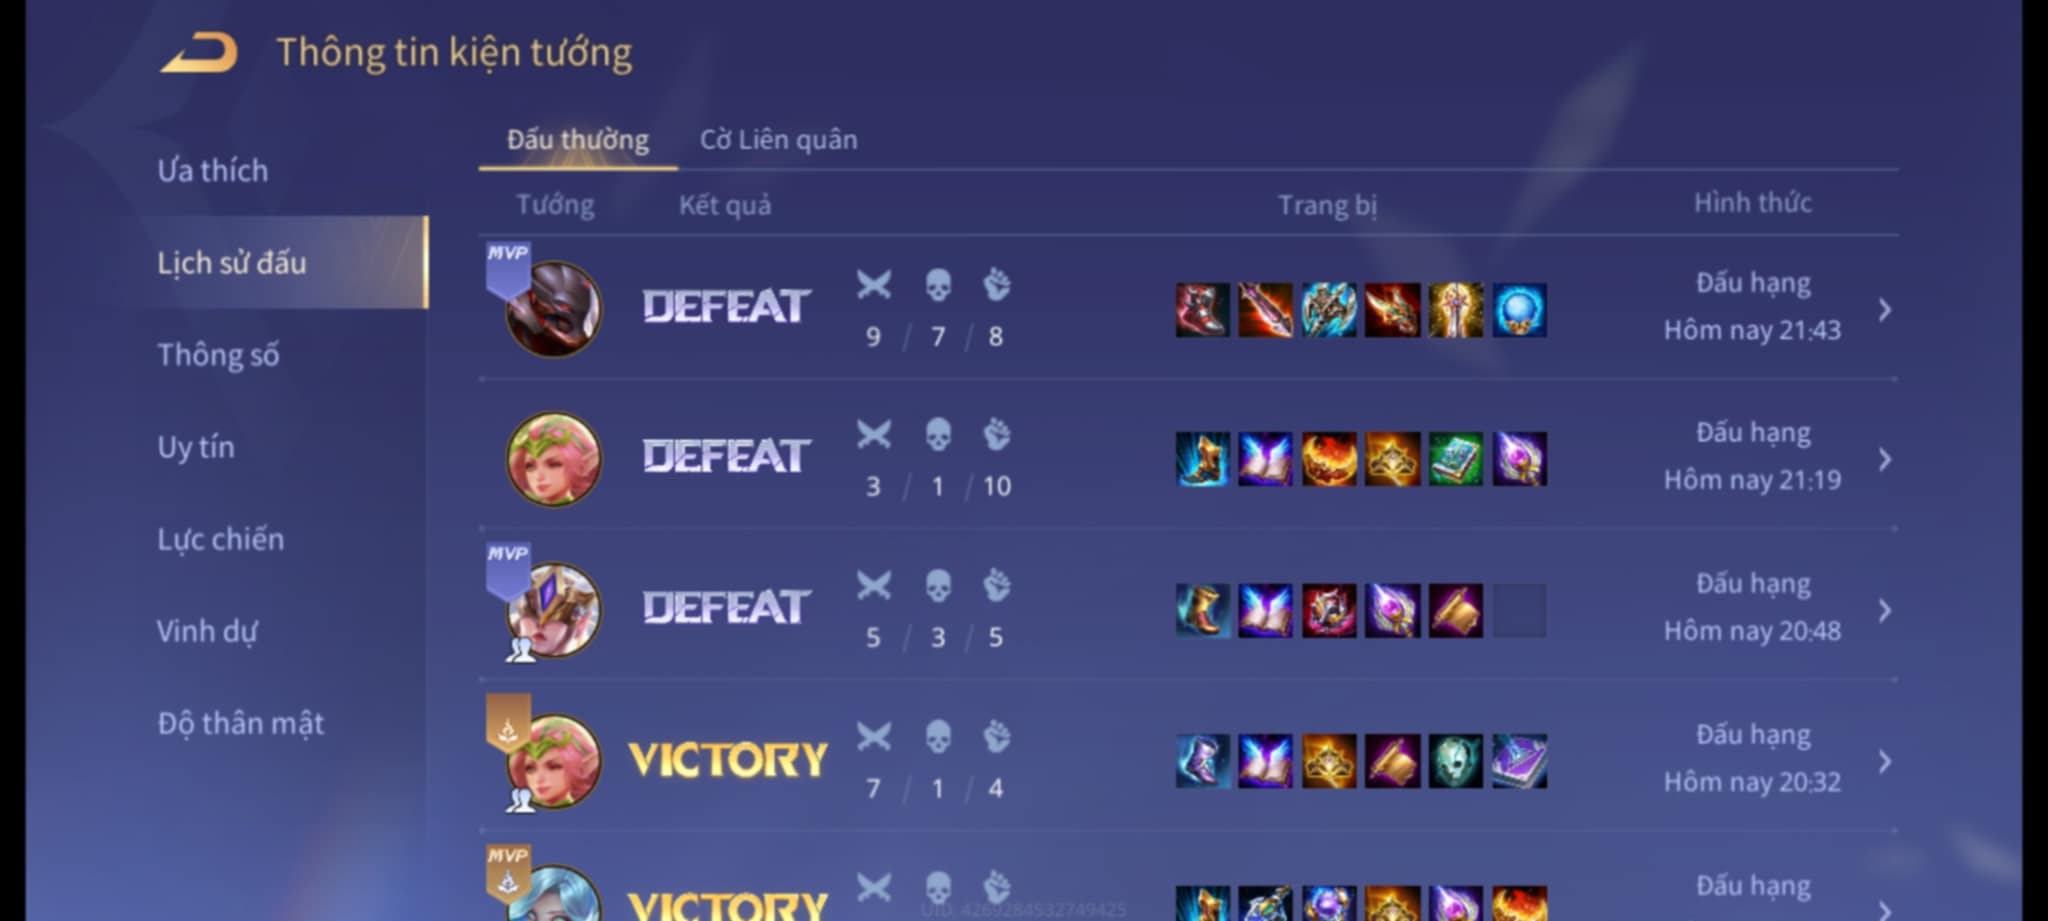 Thông tin kiện tướng
Ưa thích
Lịch sử đấu
Thông số
Uy tín
Lực chiến
Vinh dự
Độ thân mật
Đấu thường Cờ Liên quân
Tướng Kết quả Trang bị Hình thức
MVP
DEFEAT
9 / 7 / 8
Đấu hạng
Hôm nay 21:43
DEFEAT
3 / 1 / 10
Đấu hạng
Hôm nay 21:19
MVP
DEFEAT
5 / 3 / 5
Đấu hạng
Hôm nay 20:48
VICTORY
7 / 1 / 4
Đấu hạng
Hôm nay 20:32
MVP
VICTORY
Đấu hạng
UID: 4269284532749425